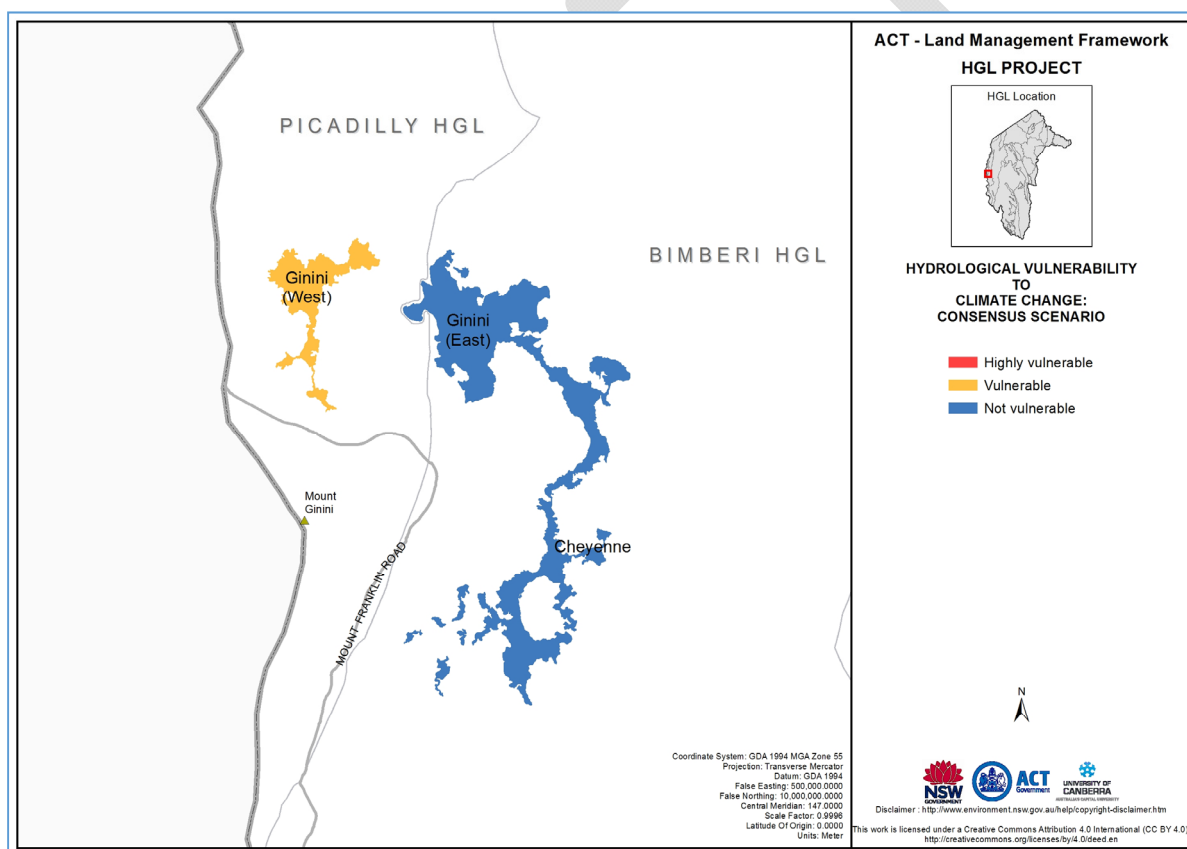 PICADILLY HGL
BIMBERI HGL
Ginini
(West)
Ginini
(East)
Cheyenne
Mount
Ginini
MOUNT FRANKLIN ROAD
Coordinate System: GDA 1994 MGA Zone 55
Projection: Transverse Mercator
Datum: GDA 1994
False Easting: 500,000.0000
False Northing: 10,000,000.0000
Central Meridian: 147.0000
Scale Factor: 0.9996
Latitude Of Origin: 0.0000
Units: Meter
ACT - Land Management Framework
HGL PROJECT
HGL Location
HYDROLOGICAL VULNERABILITY
TO
CLIMATE CHANGE:
CONSENSUS SCENARIO
Highly vulnerable
Vulnerable
Not vulnerable
N
NSW
GOVERNMENT
ACT
Government
UNIVERSITY OF
CANBERRA
AUSTRALIA'S CAPITAL UNIVERSITY
Disclaimer : http://www.environment.nsw.gov.au/help/copyright-disclaimer.htm
This work is licensed under a Creative Commons Attribution 4.0 International (CC BY 4.0)
http://creativecommons.org/licenses/by/4.0/deed.en